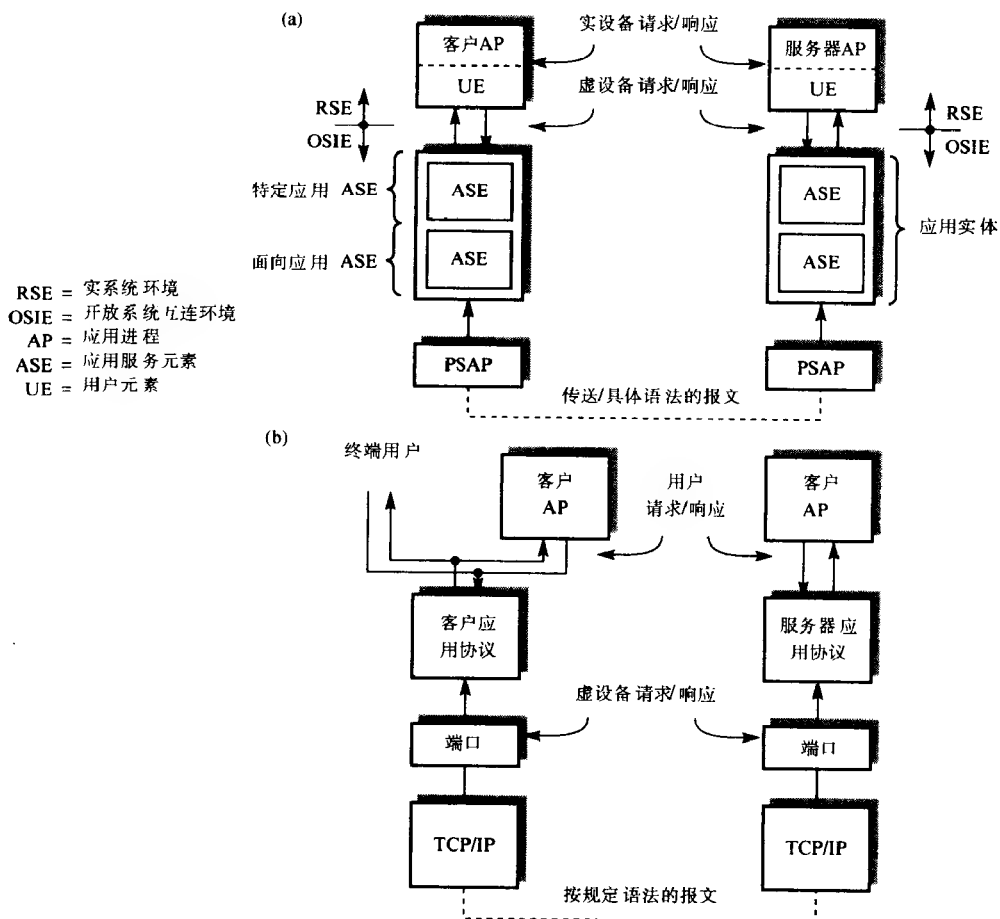 (a)
客户AP
UE
实设备请求/响应
虚设备请求/响应
服务器AP
UE
RSE
OSIE
RSE
OSIE
特定应用 ASE
面向应用 ASE
ASE
ASE
ASE
ASE
应用实体
RSE = 实系统环境
OSIE = 开放系统互连环境
AP = 应用进程
ASE = 应用服务元素
UE = 用户元素
PSAP
PSAP
传送/具体语法的报文
(b)
终端用户
客户
AP
用户
请求/响应
客户
AP
客户应
用协议
服务器应
用协议
虚设备请求/响应
端口
端口
TCP/IP
TCP/IP
按规定语法的报文